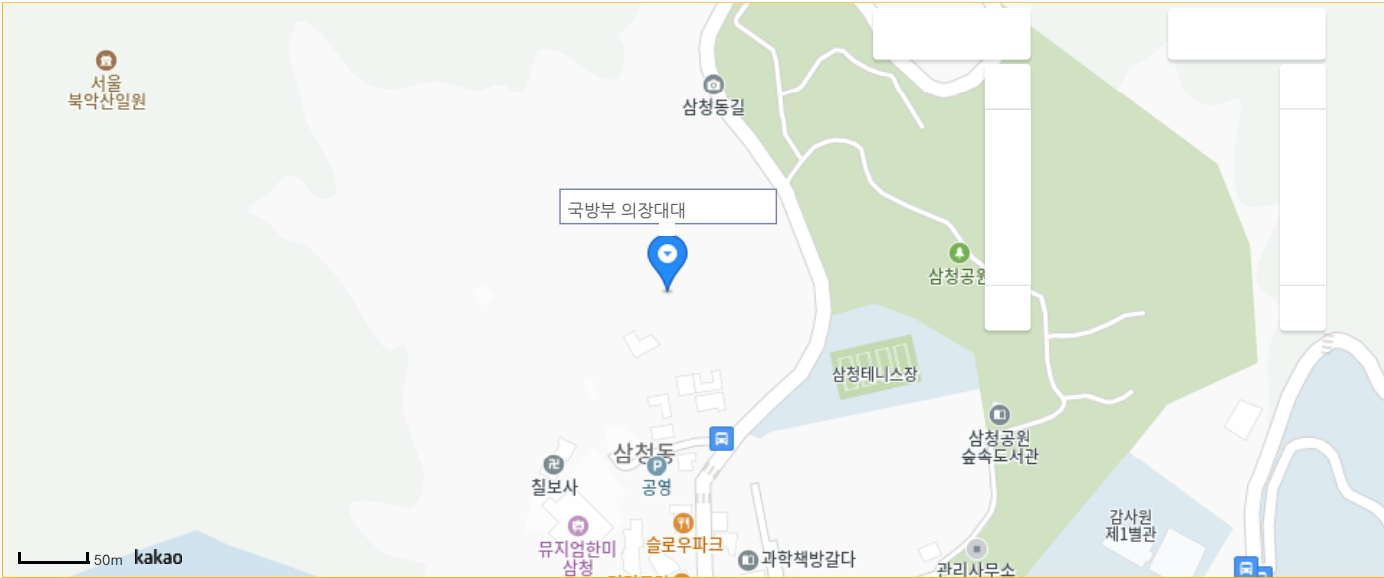 서울
북악산일원
삼청동길
국방부 의장대대
삼청공원
삼청테니스장
삼청공원
숲속도서관
삼청동
P
공영
칠보사
뮤지엄한미
삼청
슬로우파크
과학책방갈다
감사원
제1별관
관리사무소
50m
kakao